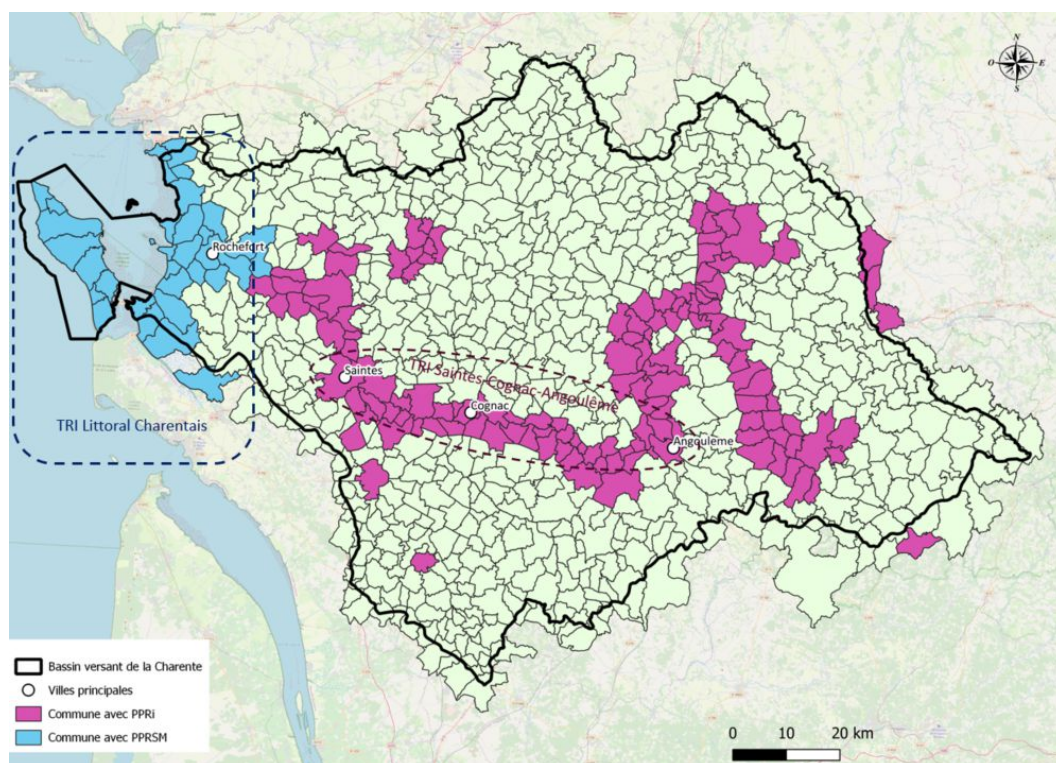 N
O
E
S
Rochefort
TRI Saintes-Cognac-Angoulême
Saintes
Cognac
TRI Littoral Charentais
Angouleme
Bassin versant de la Charente
Villes principales
Commune avec PPRi
Commune avec PPRSM
0 10 20 km